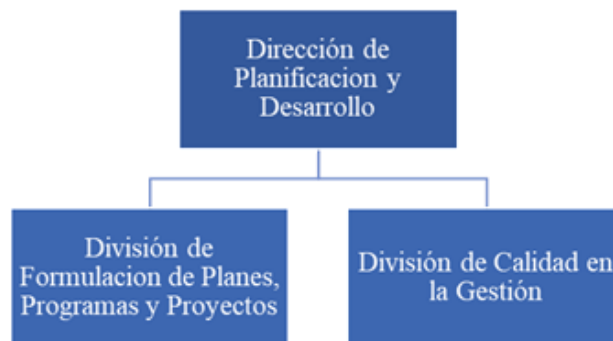 Dirección de
Planificacion y
Desarrollo
División de
Formulacion de Planes,
Programas y Proyectos
División de Calidad en
la Gestión